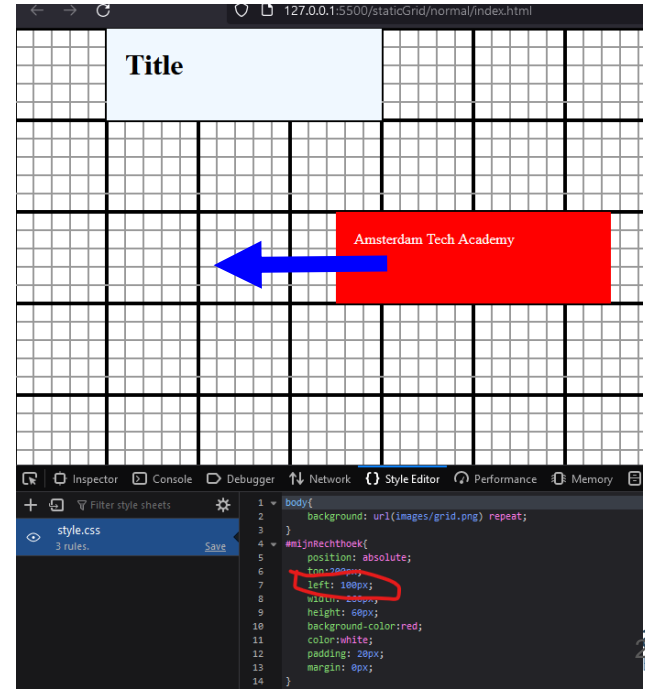 127.0.0.1:5500/staticGrid/normal/index.html
Title
Amsterdam Tech Academy
Inspector Console Debugger Network {} Style Editor Performance Memory
Filter style sheets
style.css
3 rules. Save
1 body{
2 background: url(images/grid.png) repeat;
3 }
4 #mijnRechthoek{
5 position: absolute;
6 top:200px;
7 left: 100px;
8 width: 260px;
9 height: 60px;
10 background-color:red;
11 color:white;
12 padding: 20px;
13 margin: 0px;
14 }